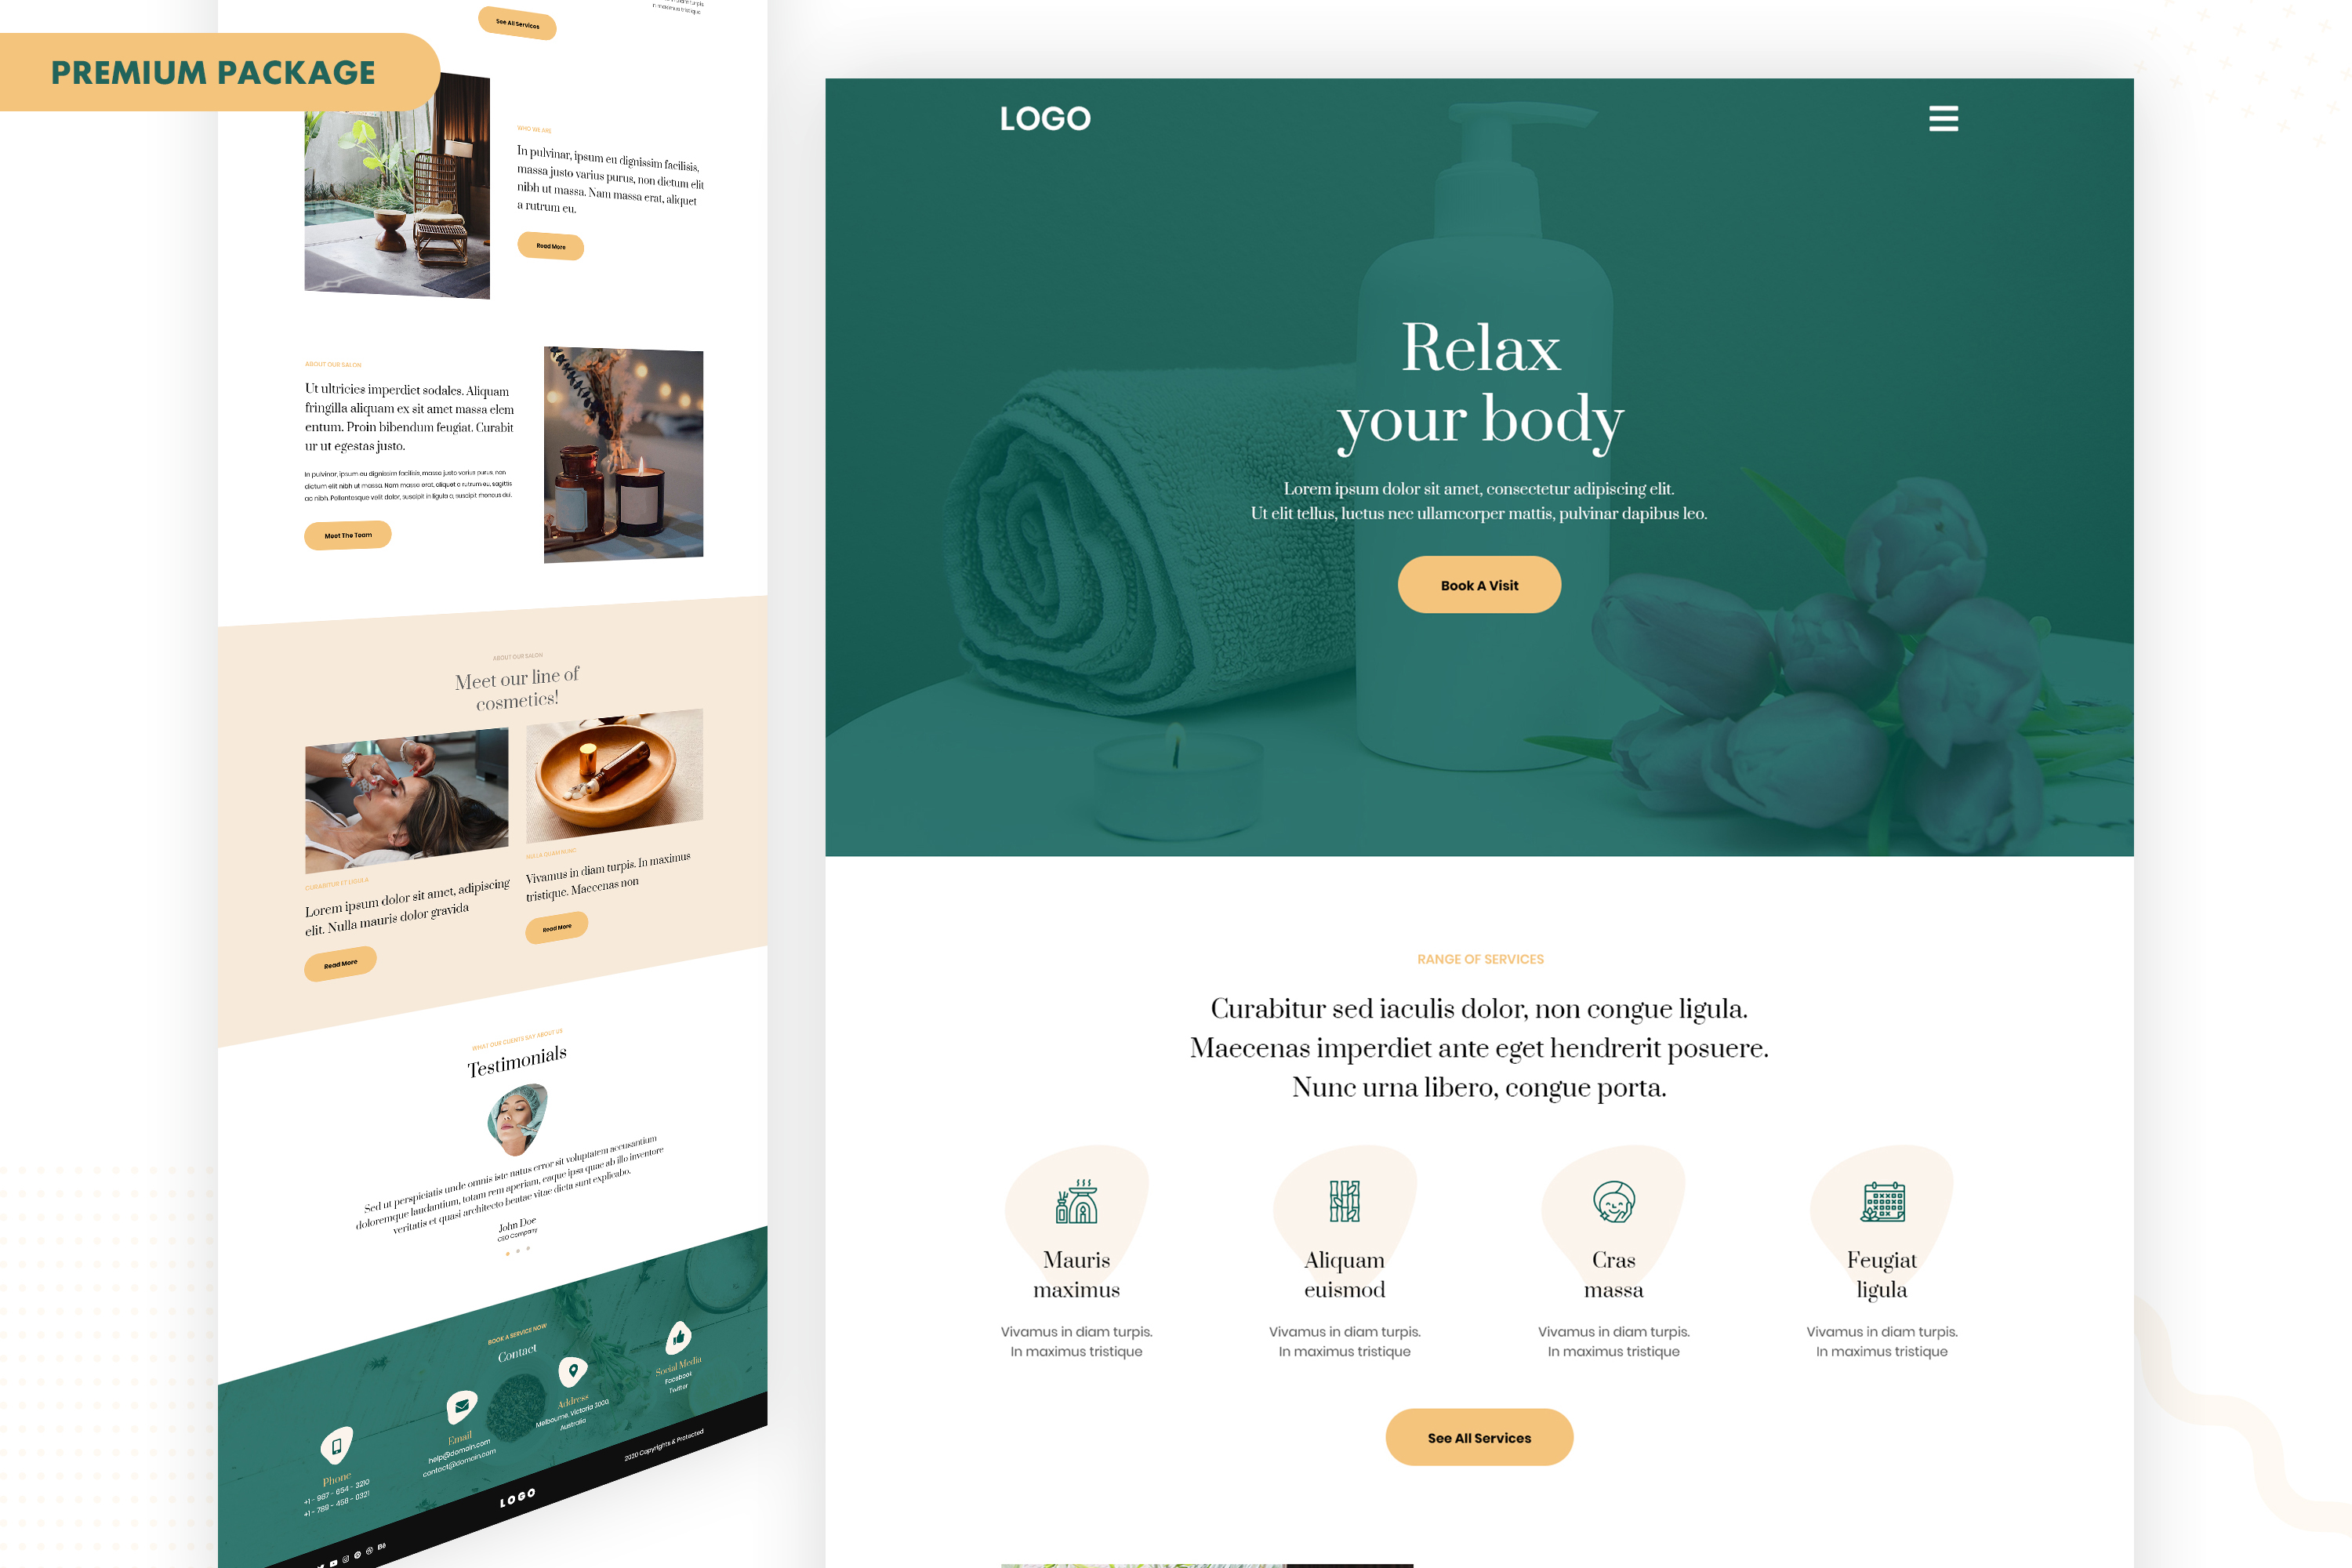 PREMIUM PACKAGE
See All Services
in maximus tristique
WHO WE ARE
In pulvinar, ipsum eu dignissim facilisis,
massa justo varius purus, non dictum elit
nibh ut massa. Nam massa erat, aliquet
a rutrum eu.
Read More
ABOUT OUR SALON
Ut ultricies imperdiet sodales. Aliquam
fringilla aliquam ex sit amet massa elem
entum. Proin bibendum feugiat. Curabit
ur ut egestas justo.
In pulvinar, ipsum eu dignissim facilisis, massa justo varius purus, non
dictum elit nibh ut massa. Nam massa erat, aliquet a rutrum eu, sagittis
ac nibh. Pellentesque velit dolor, suscipit in ligula a, suscipit rhoncus dui.
Meet The Team
ABOUT OUR SALON
Meet our line of
cosmetics!
CURABITUR ET LIGULA
Lorem ipsum dolor sit amet, adipiscing
elit. Nulla mauris dolor gravida
Read More
NULLA QUAM NUNC
Vivamus in diam turpis. In maximus
tristique. Maecenas non
Read More
WHAT OUR CLIENTS SAY ABOUT US
Testimonials
Sed ut perspiciatis unde omnis iste natus error sit voluptatem accusantium
doloremque laudantium, totam rem aperiam, eaque ipsa quae ab illo inventore
veritatis et quasi architecto beatae vitae dicta sunt explicabo.
John Doe
CEO Company
BOOK A SERVICE NOW
Contact
Phone
+1 - 987 - 654 - 3210
+1 - 789 - 456 - 0321
Email
help@domain.com
contact@domain.com
Address
Melbourne, Victoria 3000,
Australia
Social Media
Facebook
Twitter
LOGO
2020 Copyrights & Protected
LOGO
Relax
your body
Lorem ipsum dolor sit amet, consectetur adipiscing elit.
Ut elit tellus, luctus nec ullamcorper mattis, pulvinar dapibus leo.
Book A Visit
RANGE OF SERVICES
Curabitur sed iaculis dolor, non congue ligula.
Maecenas imperdiet ante eget hendrerit posuere.
Nunc urna libero, congue porta.
Mauris
maximus
Vivamus in diam turpis.
In maximus tristique
Aliquam
euismod
Vivamus in diam turpis.
In maximus tristique
Cras
massa
Vivamus in diam turpis.
In maximus tristique
Feugiat
ligula
Vivamus in diam turpis.
In maximus tristique
See All Services